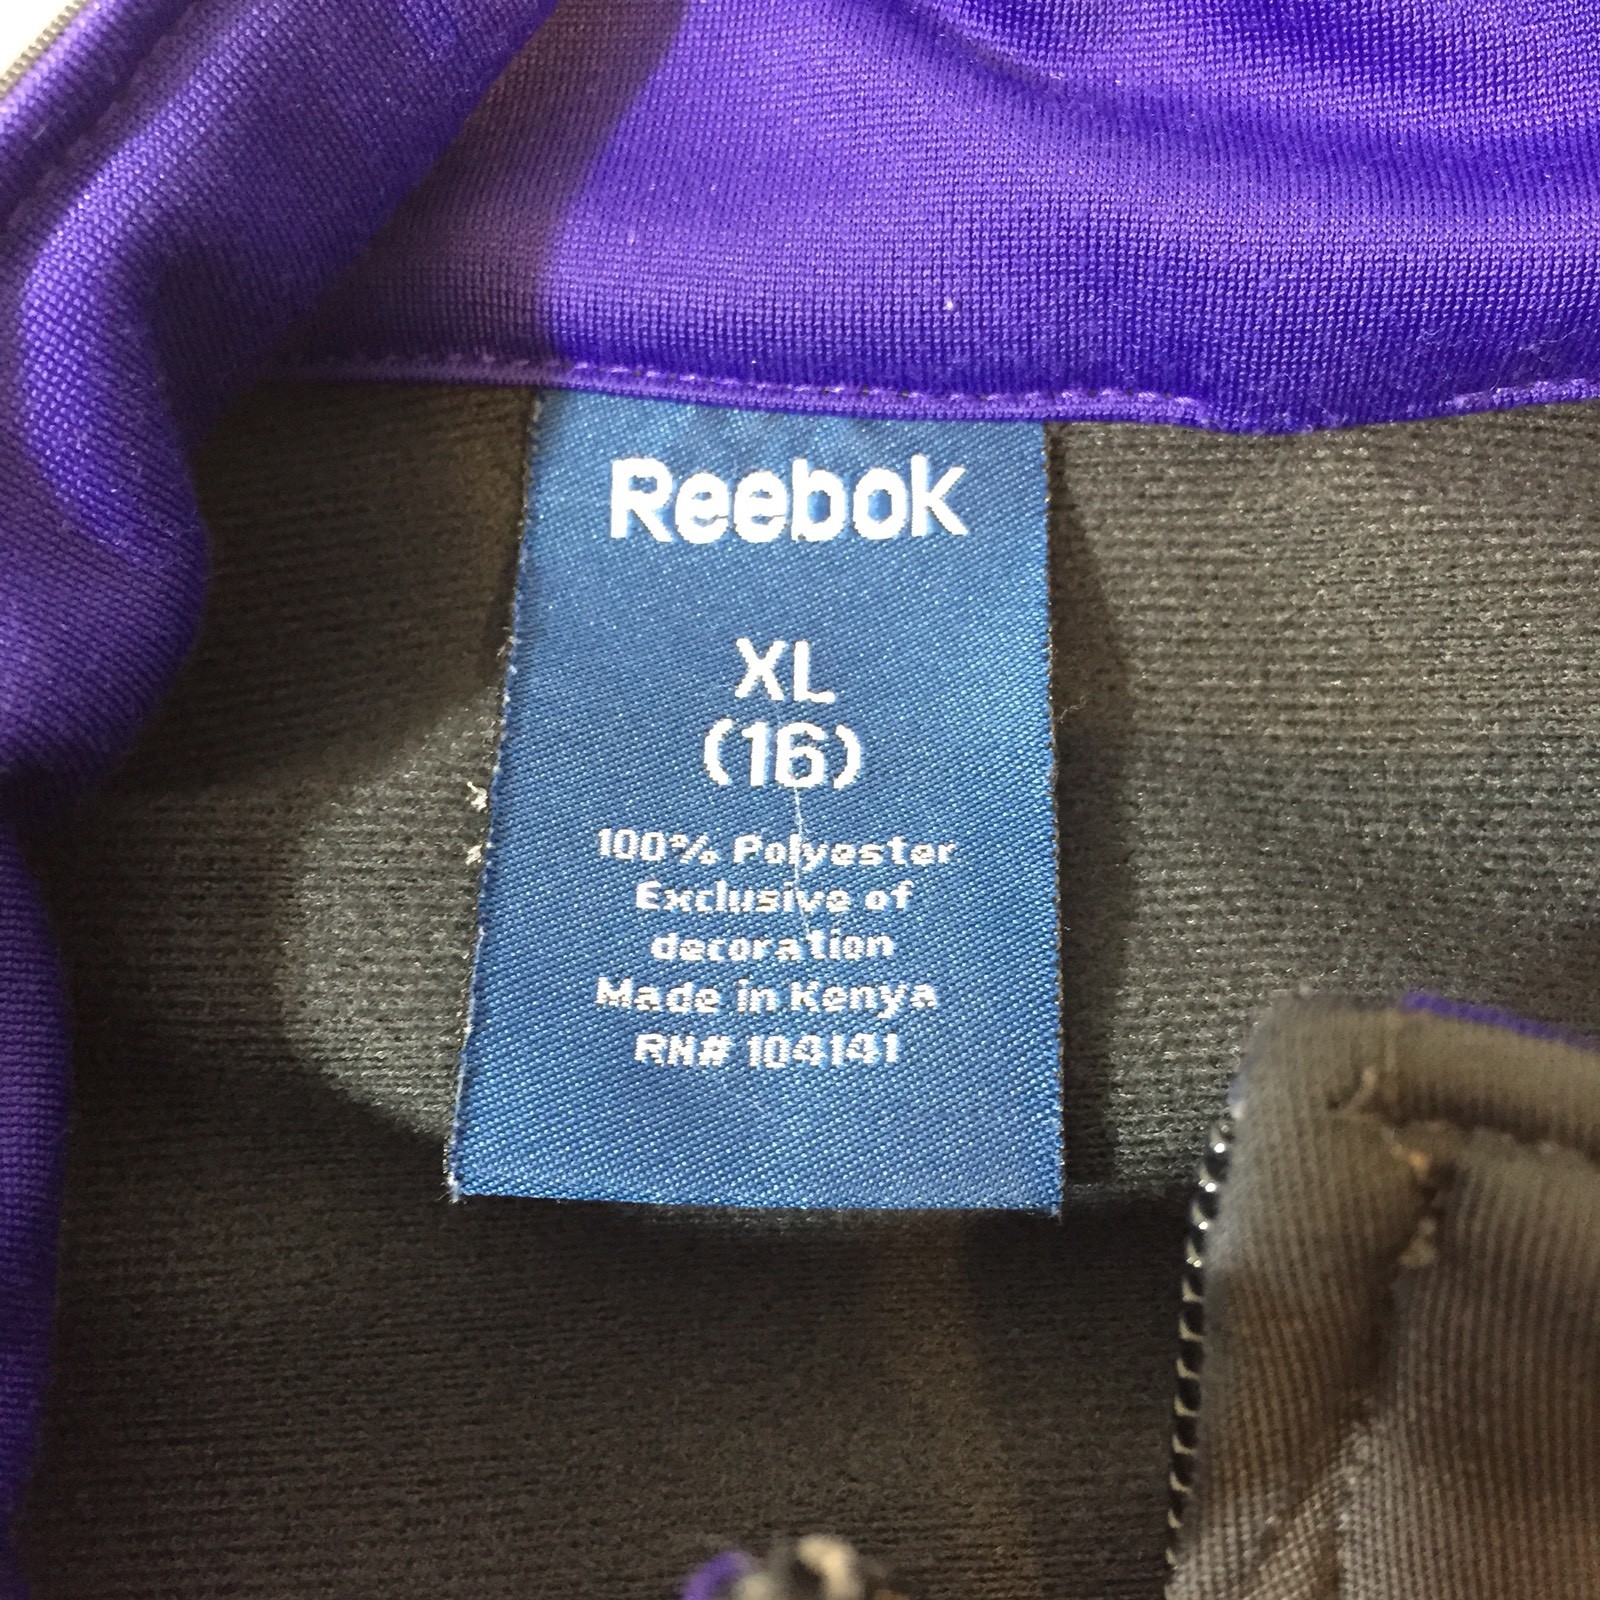 Reebok
XL
(16)
100% Polyester
Exclusive of
decoration
Made in Kenya
RN# 104141